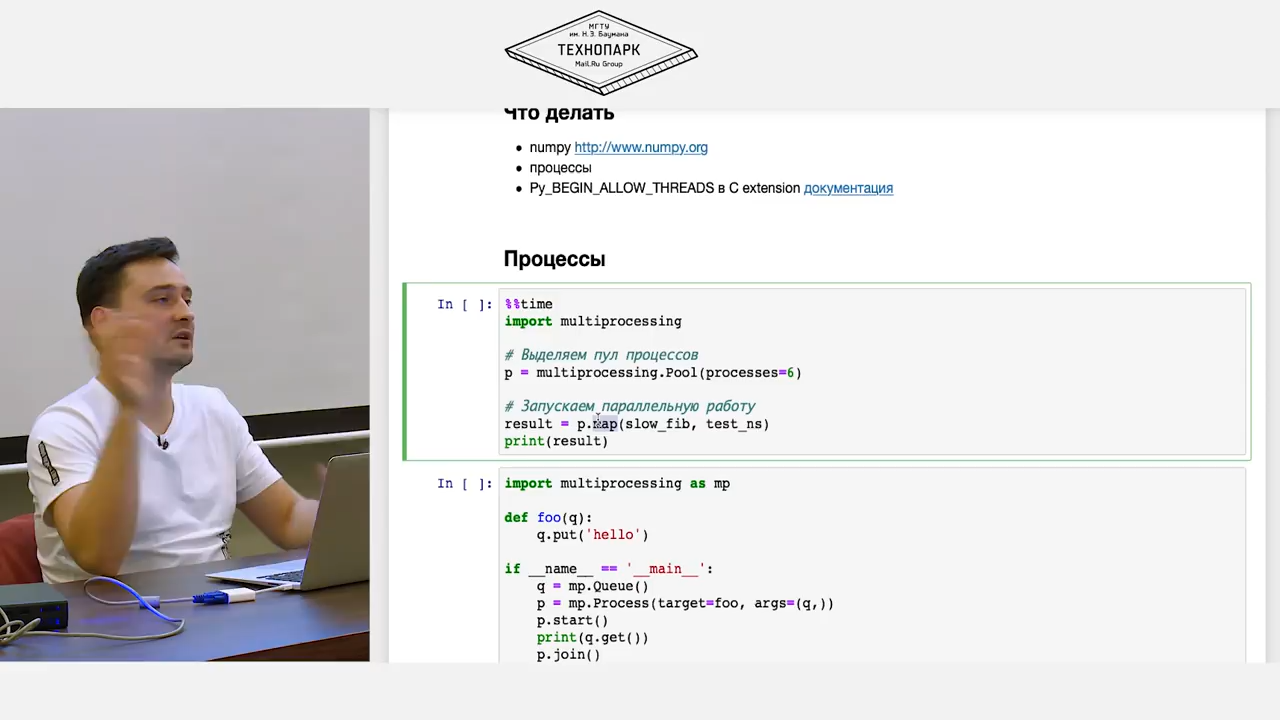 МГТУ
им. Н.Э. Баумана
ТЕХНОПАРК
Mail.Ru Group
Что делать
• numpy http://www.numpy.org
• процессы
• Py_BEGIN_ALLOW_THREADS в C extension документация
Процессы
In [ ]:
%%time
import multiprocessing
# Выделяем пул процессов
p = multiprocessing.Pool(processes=6)
# Запускаем параллельную работу
result = p.map(slow_fib, test_ns)
print(result)
In [ ]:
import multiprocessing as mp
def foo(q):
    q.put('hello')
if __name__ == '__main__':
    q = mp.Queue()
    p = mp.Process(target=foo, args=(q,))
    p.start()
    print(q.get())
    p.join()